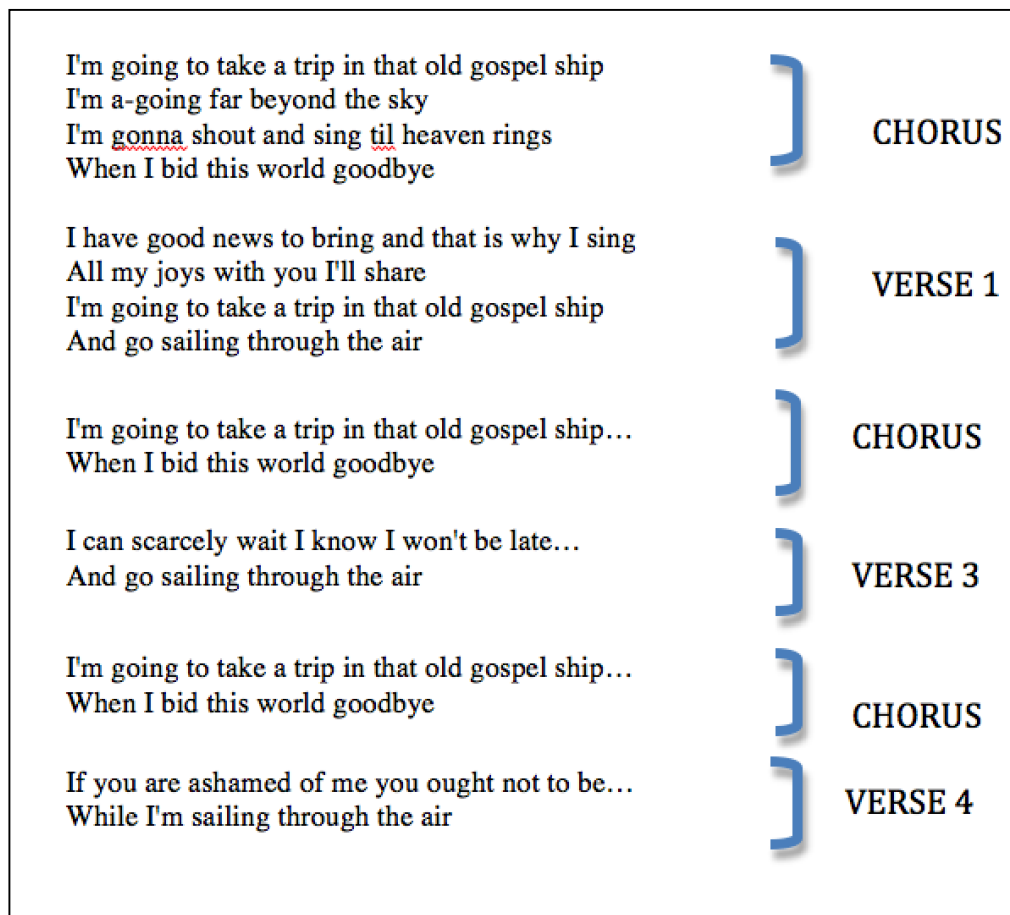 I'm going to take a trip in that old gospel ship
I'm a-going far beyond the sky
I'm gonna shout and sing til heaven rings
When I bid this world goodbye
CHORUS
I have good news to bring and that is why I sing
All my joys with you I'll share
I'm going to take a trip in that old gospel ship
And go sailing through the air
VERSE 1
I'm going to take a trip in that old gospel ship…
When I bid this world goodbye
CHORUS
I can scarcely wait I know I won't be late…
And go sailing through the air
VERSE 3
I'm going to take a trip in that old gospel ship…
When I bid this world goodbye
CHORUS
If you are ashamed of me you ought not to be…
While I'm sailing through the air
VERSE 4